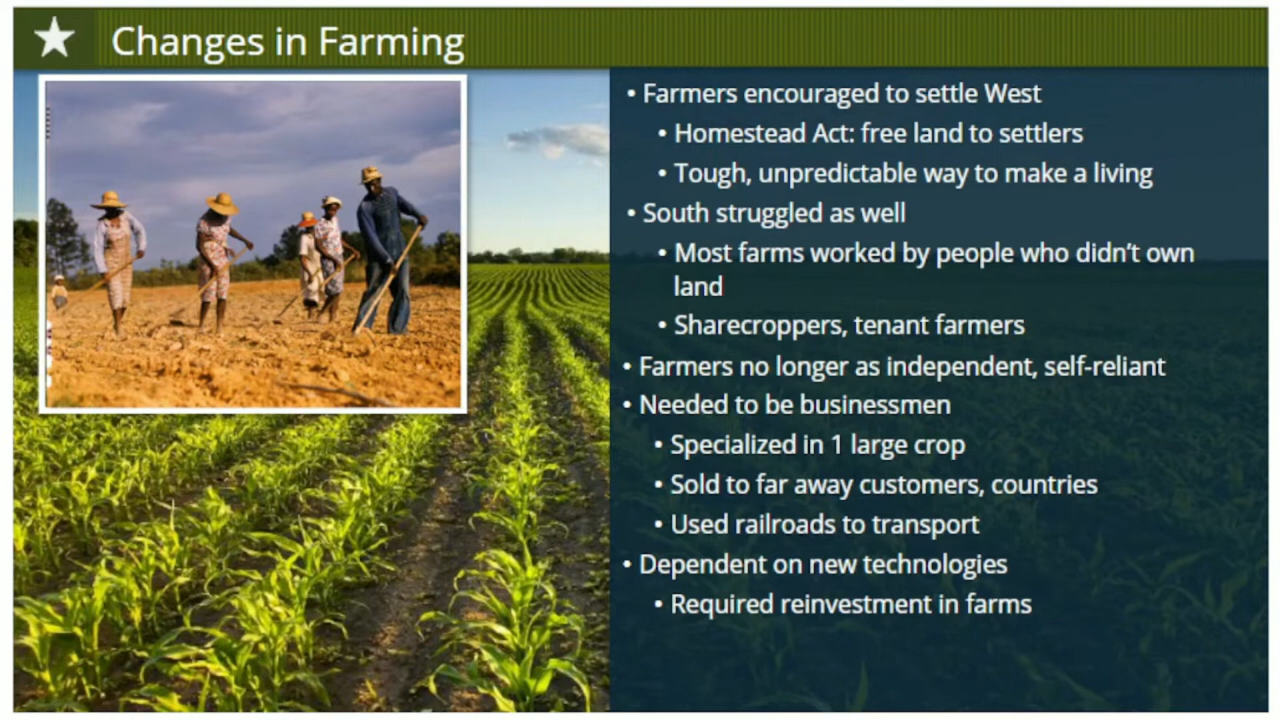 Changes in Farming
• Farmers encouraged to settle West
• Homestead Act: free land to settlers
• Tough, unpredictable way to make a living
• South struggled as well
• Most farms worked by people who didn’t own
land
• Sharecroppers, tenant farmers
• Farmers no longer as independent, self-reliant
• Needed to be businessmen
• Specialized in 1 large crop
• Sold to far away customers, countries
• Used railroads to transport
• Dependent on new technologies
• Required reinvestment in farms